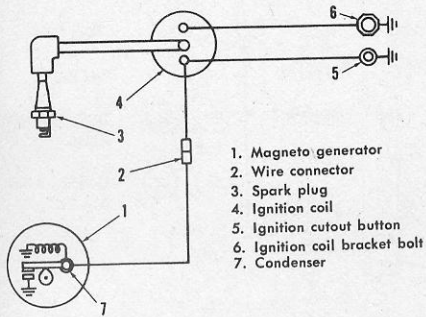 6
5
4
3
2
1
7
1. Magneto generator
2. Wire connector
3. Spark plug
4. Ignition coil
5. Ignition cutout button
6. Ignition coil bracket bolt
7. Condenser